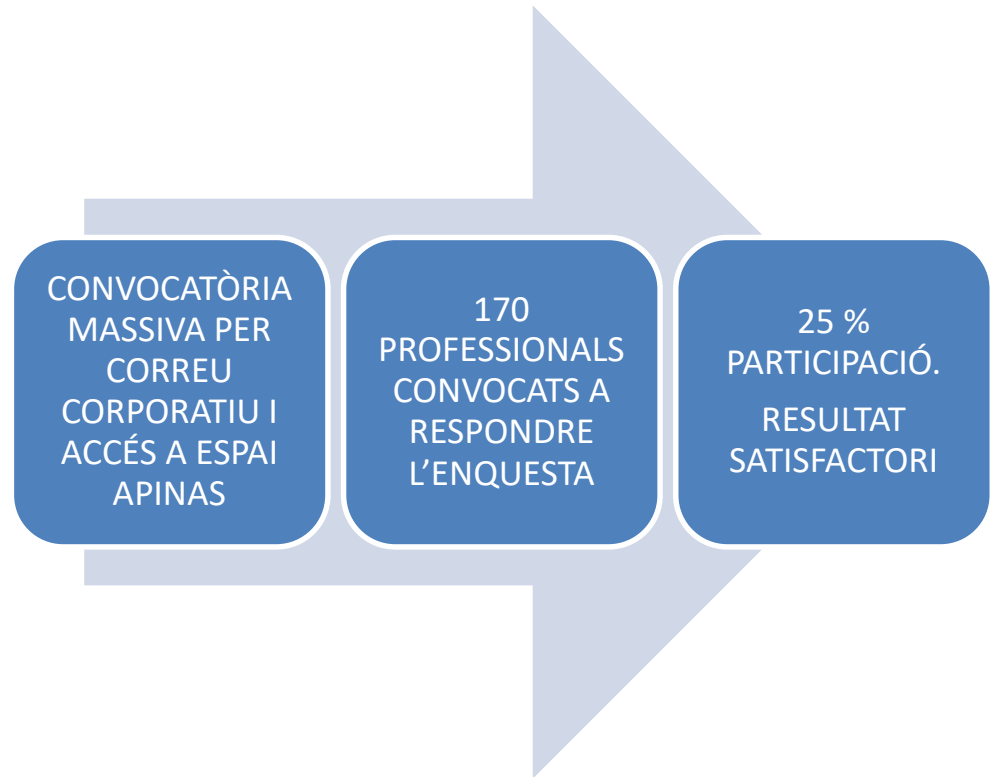 CONVOCATÒRIA
MASSIVA PER
CORREU
CORPORATIU I
ACCÉS A ESPAI
APINAS
170
PROFESSIONALS
CONVOCATS A
RESPONDRE
L’ENQUESTA
25 %
PARTICIPACIÓ.
RESULTAT
SATISFACTORI